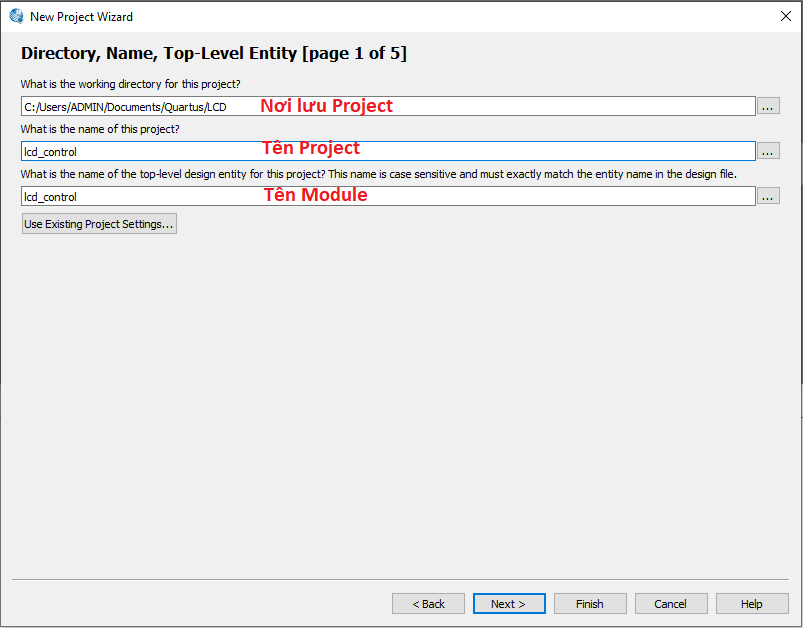 New Project Wizard
Directory, Name, Top-Level Entity [page 1 of 5]
What is the working directory for this project?
C:/Users/ADMIN/Documents/Quartus/LCD Nơi lưu Project
...
What is the name of this project?
lcd_control Tên Project
...
What is the name of the top-level design entity for this project? This name is case sensitive and must exactly match the entity name in the design file.
lcd_control Tên Module
...
Use Existing Project Settings...
< Back Next > Finish Cancel Help